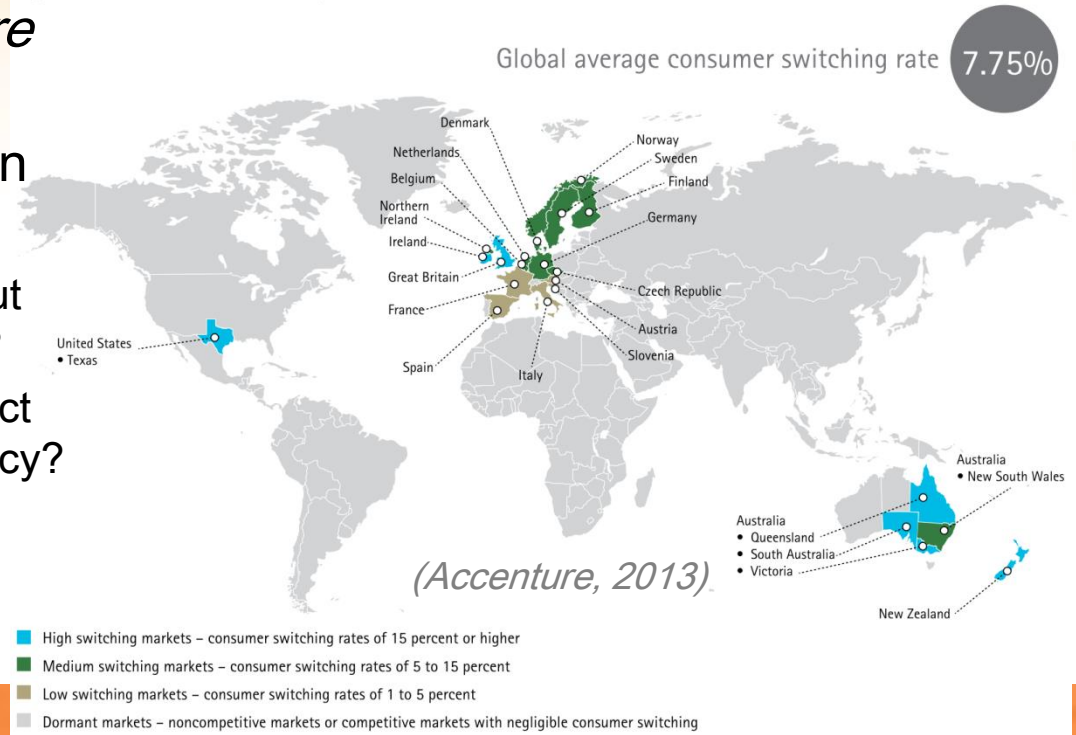 re
n
ut
ct
cy?
Global average consumer switching rate 7.75%
Denmark
Netherlands
Belgium
Northern
Ireland
Ireland
Great Britain
France
Spain
Italy
Norway
Sweden
Finland
Germany
Czech Republic
Austria
Slovenia
United States
• Texas
Australia
• New South Wales
Australia
• Queensland
• South Australia
• Victoria
New Zealand
(Accenture, 2013)
High switching markets – consumer switching rates of 15 percent or higher
Medium switching markets – consumer switching rates of 5 to 15 percent
Low switching markets – consumer switching rates of 1 to 5 percent
Dormant markets – noncompetitive markets or competitive markets with negligible consumer switching